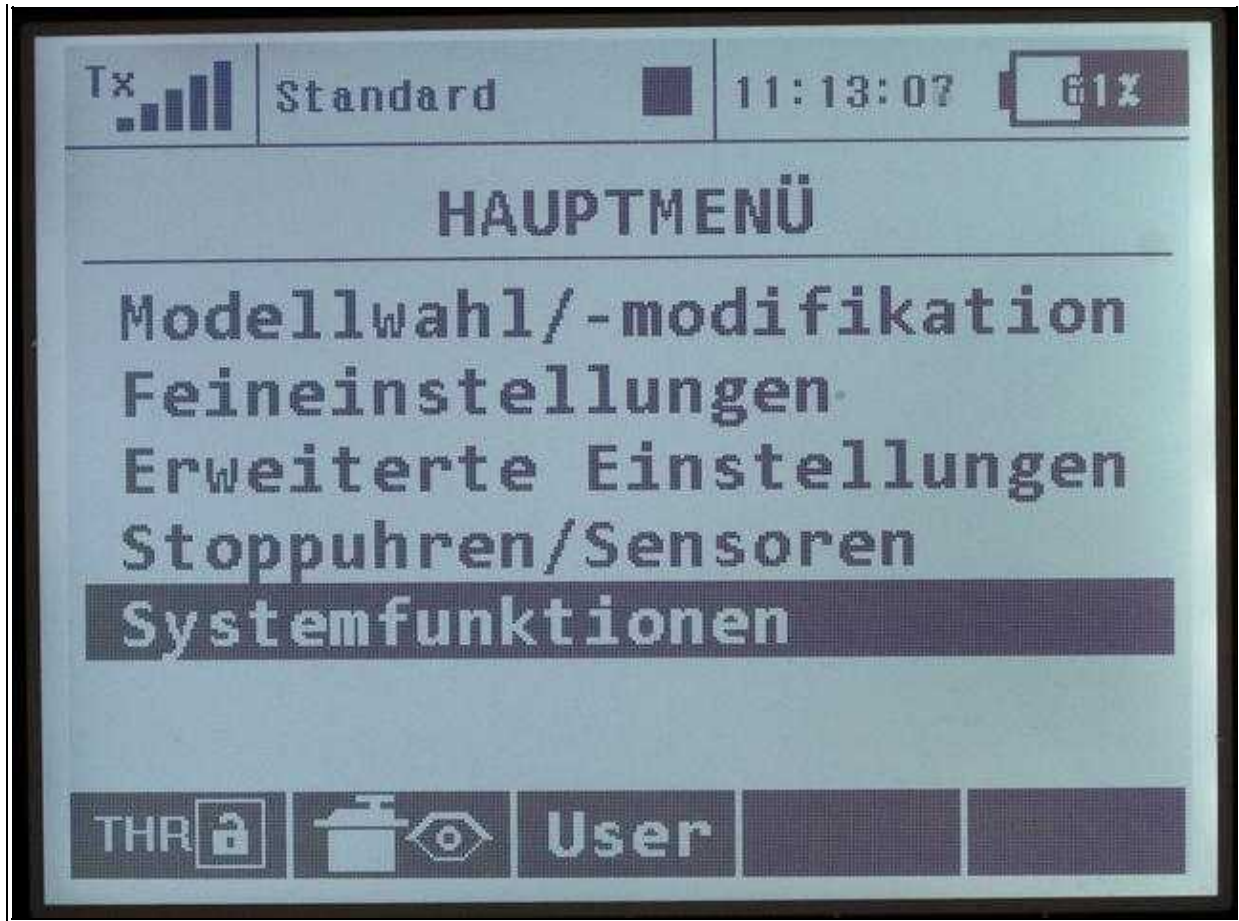 Tx Standard 11:13:07 61%
HAUPTMENÜ
Modellwahl/-modifikation
Feineinstellungen
Erweiterte Einstellungen
Stoppuhren/Sensoren
Systemfunktionen
THR User